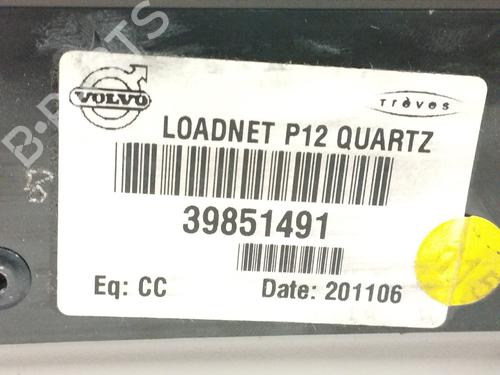 B-PARTS
VOLVO
Trèves
LOADNET P12 QUARTZ
39851491
Eq: CC
Date: 201106